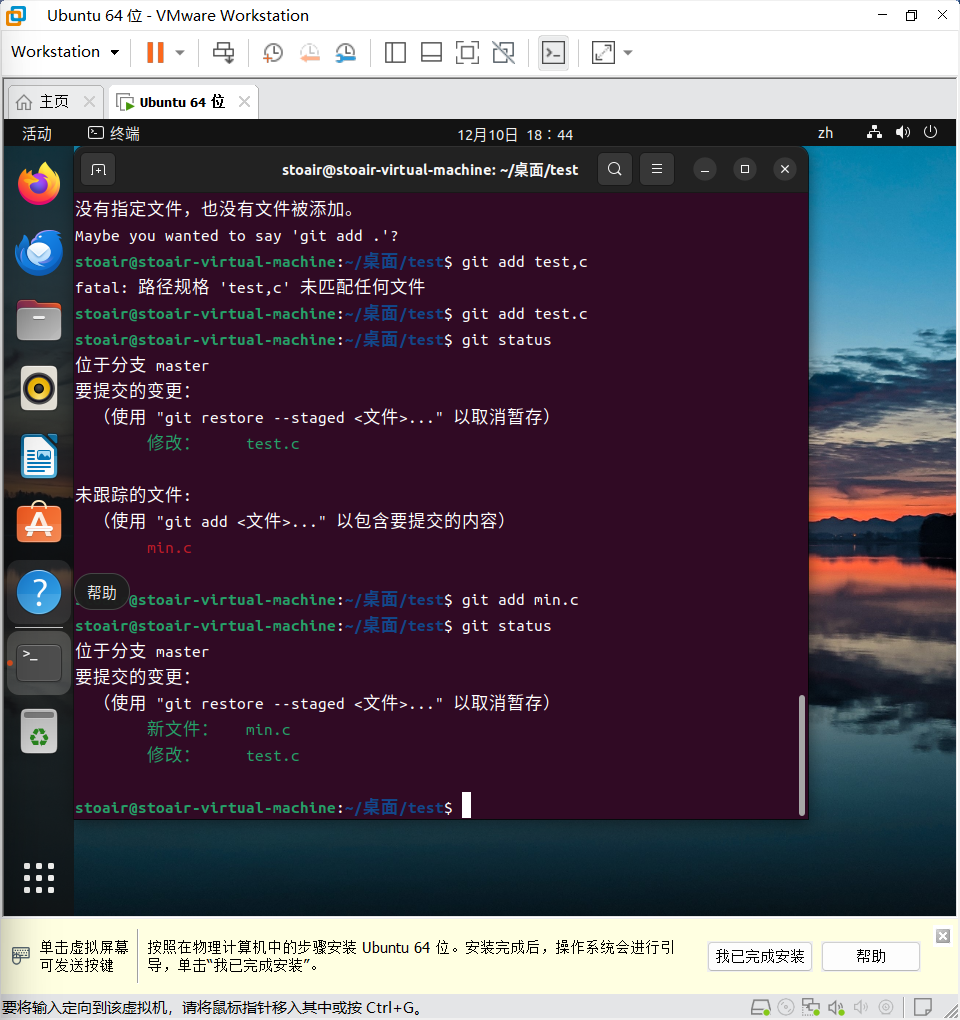 Ubuntu 64 位 - VMware Workstation
Workstation
主页
Ubuntu 64 位
活动
终端
12月10日 18：44
zh
stoair@stoair-virtual-machine: ~/桌面/test
没有指定文件，也没有文件被添加。
Maybe you wanted to say 'git add .'?
stoair@stoair-virtual-machine:~/桌面/test$ git add test,c
fatal: 路径规格 'test,c' 未匹配任何文件
stoair@stoair-virtual-machine:~/桌面/test$ git add test.c
stoair@stoair-virtual-machine:~/桌面/test$ git status
位于分支 master
要提交的变更：
（使用 "git restore --staged <文件>..." 以取消暂存）
修改： test.c
未跟踪的文件:
（使用 "git add <文件>..." 以包含要提交的内容）
min.c
帮助
@stoair-virtual-machine:~/桌面/test$ git add min.c
stoair@stoair-virtual-machine:~/桌面/test$ git status
位于分支 master
要提交的变更：
（使用 "git restore --staged <文件>..." 以取消暂存）
新文件： min.c
修改： test.c
stoair@stoair-virtual-machine:~/桌面/test$
单击虚拟屏幕
可发送按键
按照在物理计算机中的步骤安装 Ubuntu 64 位。安装完成后，操作系统会进行引
导，单击“我已完成安装”。
我已完成安装
帮助
要将输入定向到该虚拟机，请将鼠标指针移入其中或按 Ctrl+G。